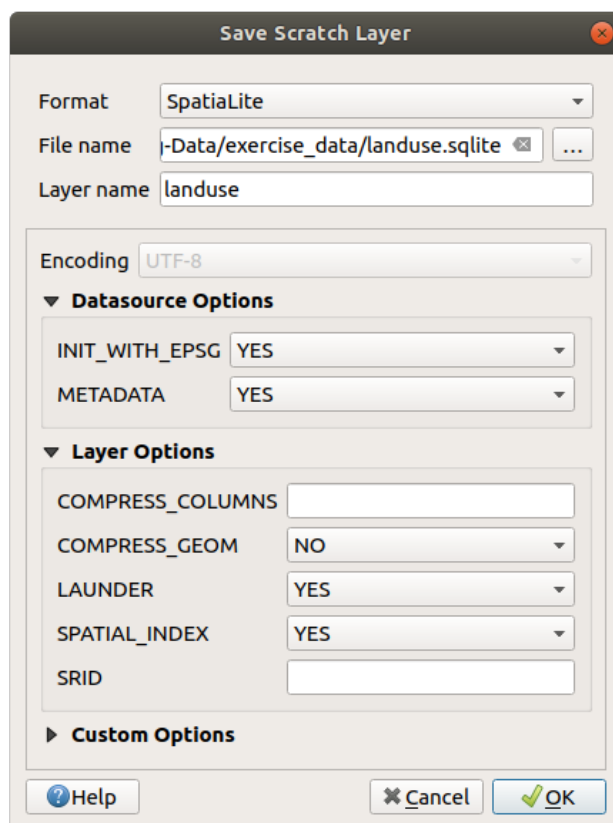 Save Scratch Layer
Format SpatiaLite
File name g-Data/exercise_data/landuse.sqlite ...
Layer name landuse
Encoding UTF-8
Datasource Options
INIT_WITH_EPSG YES
METADATA YES
Layer Options
COMPRESS_COLUMNS
COMPRESS_GEOM NO
LAUNDER YES
SPATIAL_INDEX YES
SRID
Custom Options
Help Cancel OK